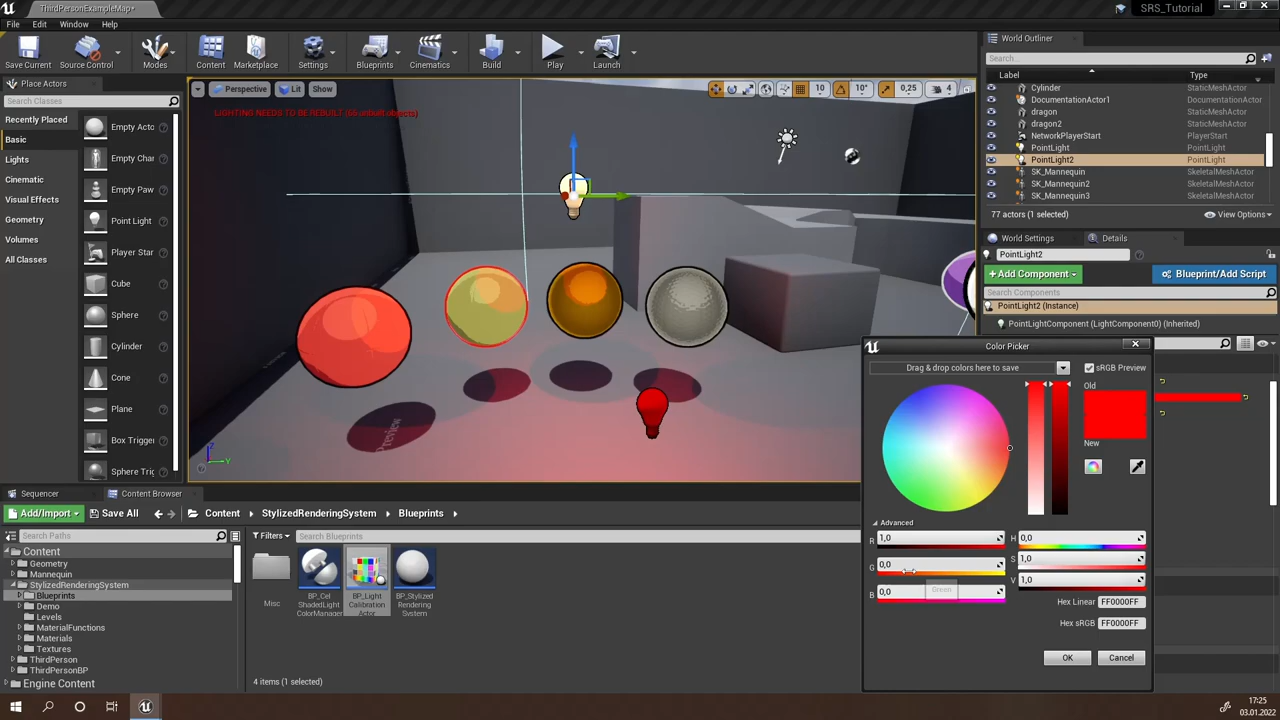 ThirdPersonExampleMap*
SRS_Tutorial
File Edit Window Help
Save Current
Source Control
Modes
Content
Marketplace
Settings
Blueprints
Cinematics
Build
Play
Launch
Place Actors
Search Classes
Recently Placed
Basic
Lights
Cinematic
Visual Effects
Geometry
Volumes
All Classes
Empty Acto
Empty Char
Empty Paw
Point Light
Player Star
Cube
Sphere
Cylinder
Cone
Plane
Box Trigger
Sphere Trig
Perspective
Lit
Show
10
10°
0,25
4
Preview
World Outliner
Search...
Label Type
Cylinder StaticMeshActor
DocumentationActor1 DocumentationActor
dragon StaticMeshActor
dragon2 StaticMeshActor
NetworkPlayerStart PlayerStart
PointLight PointLight
PointLight2 PointLight
SK_Mannequin SkeletalMeshActor
SK_Mannequin2 SkeletalMeshActor
SK_Mannequin3 SkeletalMeshActor
77 actors (1 selected)
View Options
World Settings
Details
PointLight2
+Add Component
Blueprint/Add Script
Search Components
PointLight2 (Instance)
PointLightComponent (LightComponent0) (Inherited)
Color Picker
Drag & drop colors here to save
sRGB Preview
Old
New
Advanced
R 1,0
G 0,0
B 0,0
Green
H 0,0
S 1,0
V 1,0
Hex Linear FF0000FF
Hex sRGB FF0000FF
OK
Cancel
Sequencer
Content Browser
Add/Import
Save All
Content
StylizedRenderingSystem
Blueprints
Search Paths
Content
Geometry
Mannequin
StylizedRenderingSystem
Blueprints
Demo
Levels
MaterialFunctions
Materials
Textures
ThirdPerson
ThirdPersonBP
Engine Content
Filters
Search Blueprints
Misc
BP_Cel
ShadedLight
ColorManager
BP_Light
Calibration
Actor
BP_Stylized
Rendering
System
4 items (1 selected)
17:25
03.01.2022